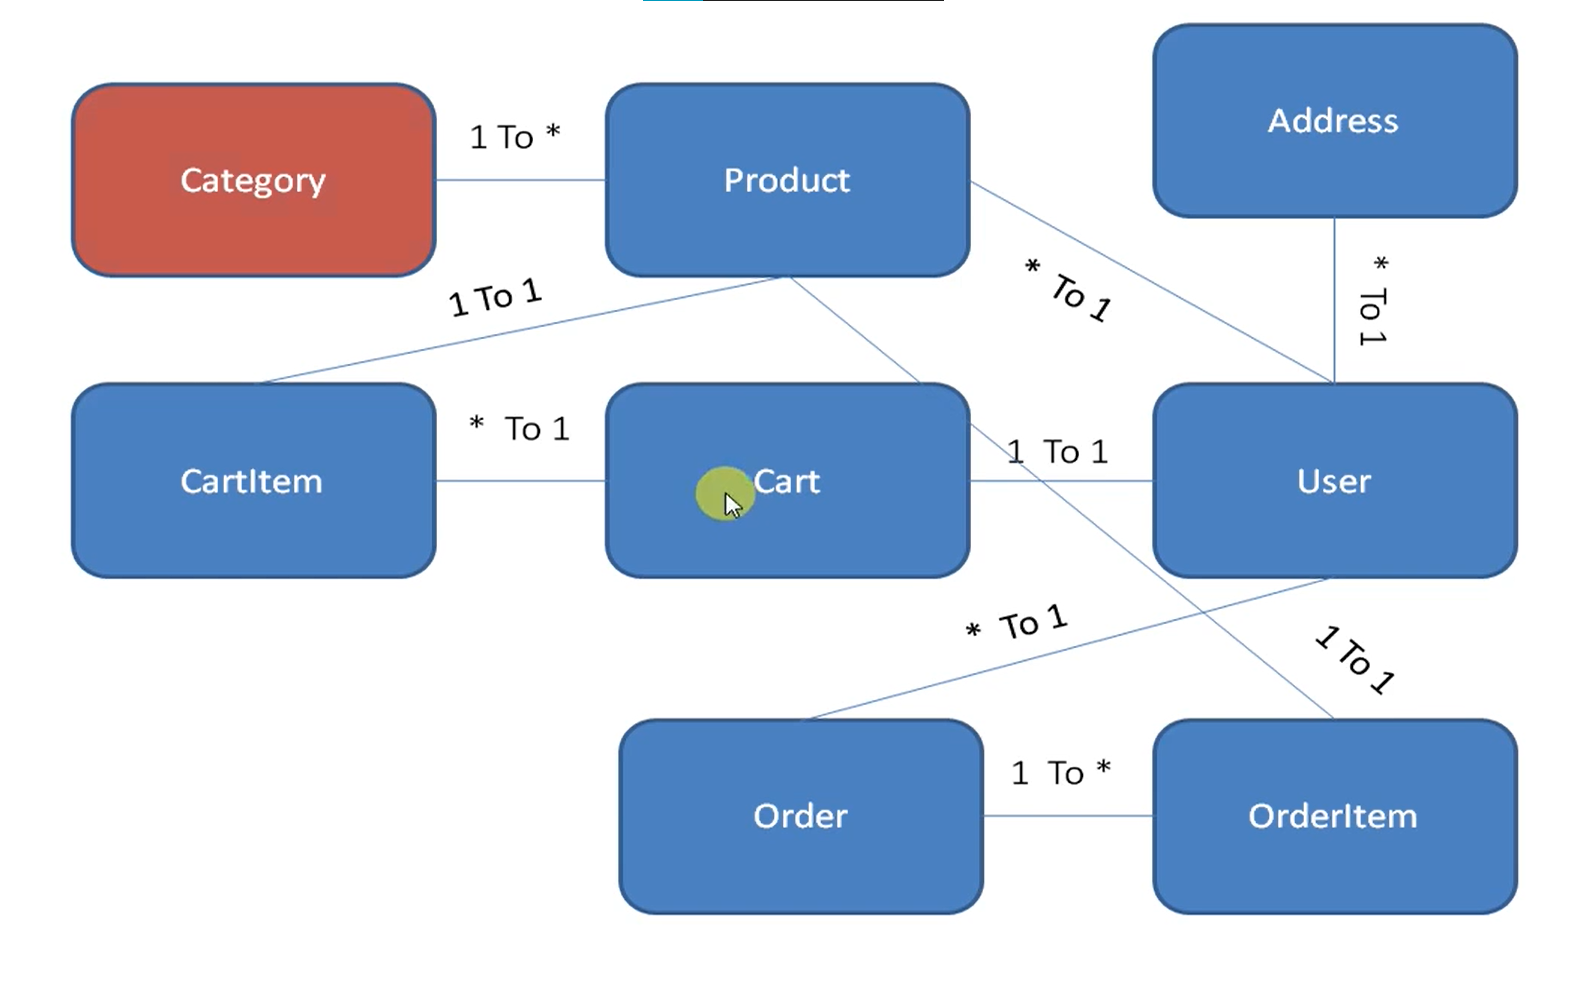 Address
Category
1 To *
Product
* To 1
* To 1
1 To 1
CartItem
* To 1
Cart
1 To 1
User
* To 1
1 To 1
Order
1 To *
OrderItem